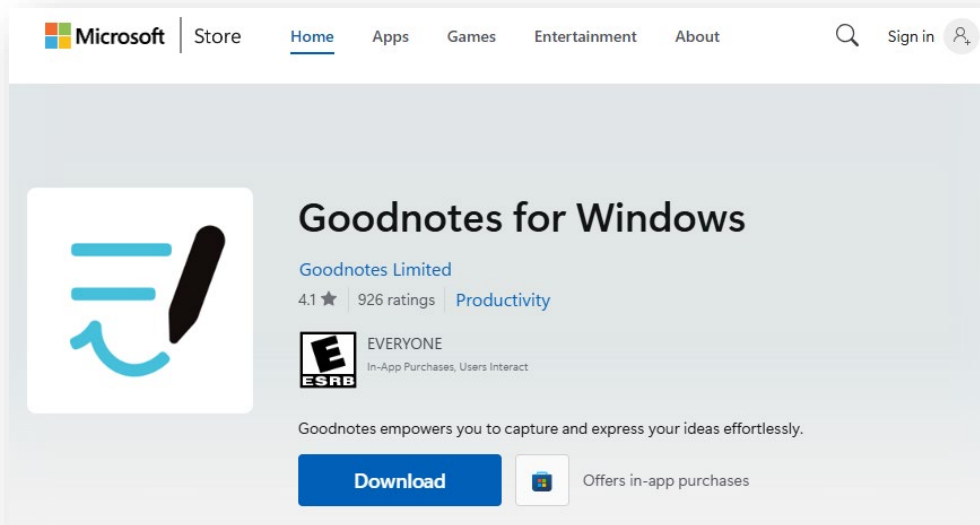 Microsoft Store Home Apps Games Entertainment About Sign in
Goodnotes for Windows
Goodnotes Limited
4.1 ★ 926 ratings Productivity
EVERYONE
In-App Purchases, Users Interact
E
ESRB
Goodnotes empowers you to capture and express your ideas effortlessly.
Download Offers in-app purchases